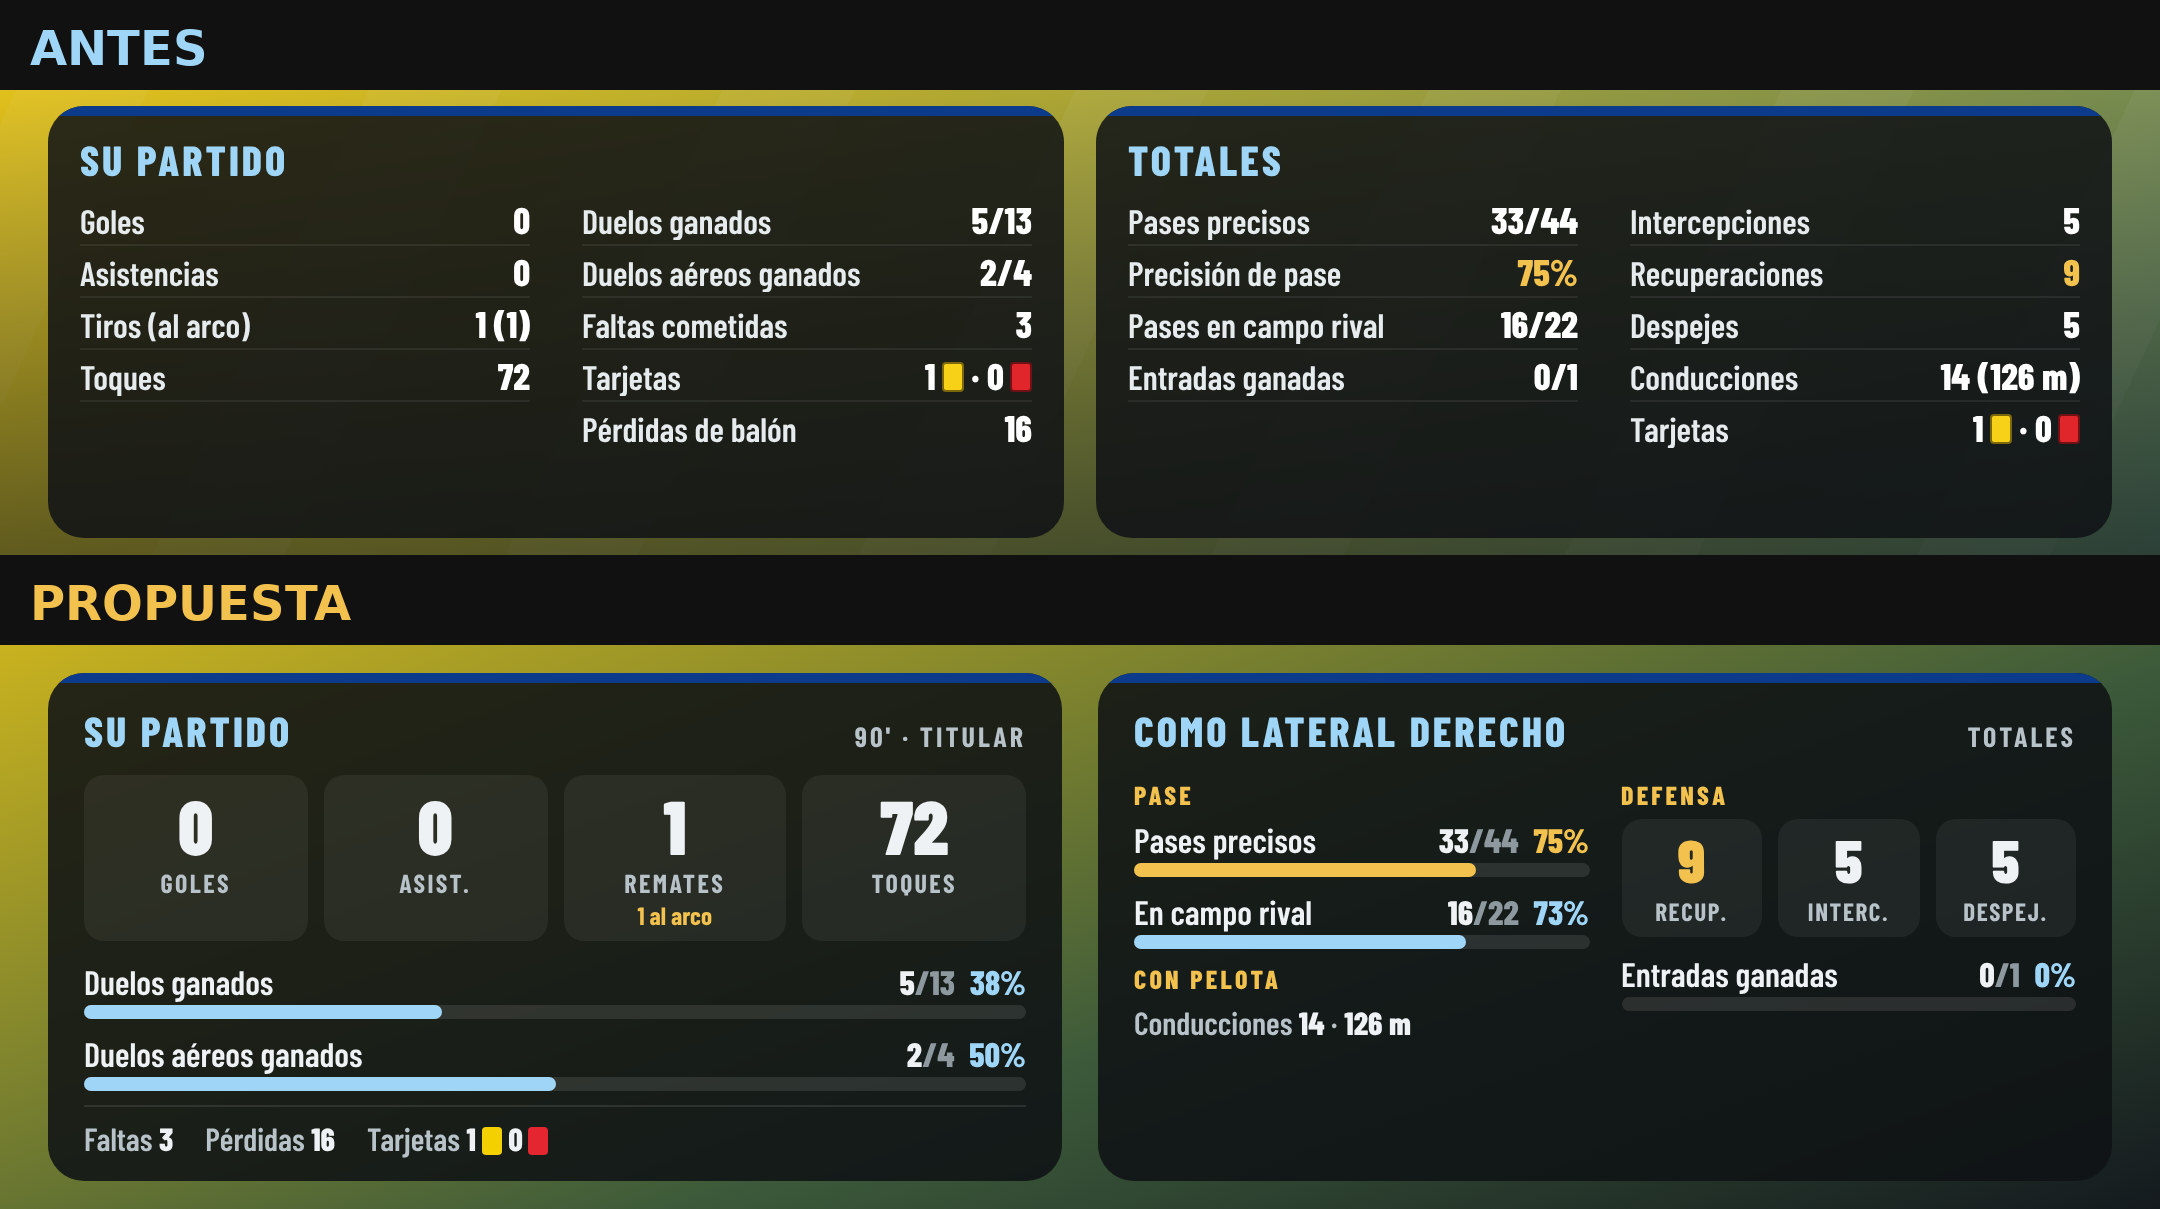 ANTES
SU PARTIDO
Goles 0
Asistencias 0
Tiros (al arco) 1 (1)
Toques 72
Duelos ganados 5/13
Duelos aéreos ganados 2/4
Faltas cometidas 3
Tarjetas 1 · 0
Pérdidas de balón 16
TOTALES
Pases precisos 33/44
Precisión de pase 75%
Pases en campo rival 16/22
Entradas ganadas 0/1
Intercepciones 5
Recuperaciones 9
Despejes 5
Conducciones 14 (126 m)
Tarjetas 1 · 0
PROPUESTA
SU PARTIDO
90' · TITULAR
0
GOLES
0
ASIST.
1
REMATES
1 al arco
72
TOQUES
Duelos ganados 5/13 38%
Duelos aéreos ganados 2/4 50%
Faltas 3 Pérdidas 16 Tarjetas 1 0
COMO LATERAL DERECHO
TOTALES
PASE
Pases precisos 33/44 75%
En campo rival 16/22 73%
CON PELOTA
Conducciones 14 · 126 m
DEFENSA
9
RECUP.
5
INTERC.
5
DESPEJ.
Entradas ganadas 0/1 0%